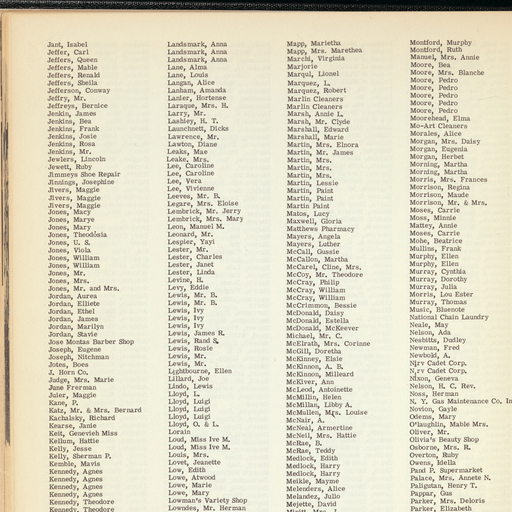 Jant, Isabel
Jeffer, Carl
Jeffers, Queen
Jeffers, Mable
Jeffers, Renald
Jeffers, Sheila
Jefferson, Conway
Jeffry, Mr.
Jeffreys, Bernice
Jenkin, James
Jenkins, Bea
Jenkins, Frank
Jenkins, Josie
Jenkins, Rosa
Jenkins, Mr.
Jewlers, Lincoln
Jewett, Ruby
Jimmeys Shoe Repair
Jinnings, Josephine
Jivers, Maggie
Jivers, Maggie
Jivers, Maggie
Jones, Macy
Jones, Marye
Jones, Mary
Jones, Theodosia
Jones, U. S.
Jones, Viola
Jones, William
Jones, William
Jones, Mr.
Jones, Mrs.
Jones, Mr. and Mrs.
Jordan, Aurea
Jordan, Elliete
Jordan, Ethel
Jordan, James
Jordan, Marilyn
Jordan, Stavie
Jose Montas Barber Shop
Joseph, Eugene
Joseph, Nitchman
Jotes, Boes
J. Horn Co.
Judge, Mrs. Marie
June Frerman
Juier, Maggie
Kane, P.
Katz, Mr. & Mrs. Bernard
Kachalsky, Richard
Kearse, Janie
Keit, Genevieh Miss
Kellum, Hattie
Kelly, Jesse
Kelly, Sherman P.
Kemble, Mavis
Kennedy, Agnes
Kennedy, Agnes
Kennedy, Agnes
Kennedy, Agnes
Kennedy, Theodore
Kennedy, Theodore
Landsmark, Anna
Landsmark, Anna
Landsmark, Anna
Lane, Alma
Lane, Louis
Langan, Alice
Lanham, Amanda
Lanier, Hortense
Laraque, Mrs. H.
Larry, Mr.
Lashley, H. T.
Launchnett, Dicks
Lawrence, Mr.
Lawton, Diane
Leaks, Mae
Leake, Mrs.
Lee, Caroline
Lee, Caroline
Lee, Vera
Lee, Vivienne
Leeves, Mr. B.
Legare, Mrs. Eloise
Lembrick, Mr. Jerry
Lembrick, Mrs. Mary
Leon, Manuel M.
Leonard, Mr.
Lespier, Yayi
Lester, Mr.
Lester, Charles
Lester, Janet
Lester, Linda
Levine, H.
Levy, Eddie
Lewis, Mr. B.
Lewis, Mr. B.
Lewis, Ivy
Lewis, Ivy
Lewis, Ivy
Lewis, James R.
Lewis, Rand S.
Lewis, Rosie
Lewis, Mr.
Lewis, Mr.
Lightbourne, Ellen
Lillard, Joe
Lindo, Lewis
Lloyd, L.
Lloyd, Luigi
Lloyd, Luigi
Lloyd, Luigi
Lloyd, O. & L.
Lorain
Loud, Miss Ive M.
Loud, Miss Ive M.
Louis, Mrs.
Lovet, Jeanette
Low, Edith
Lowe, Atwood
Lowe, Marie
Lowe, Mary
Lowman's Variety Shop
Lowndes, Mr. Herman
Mapp, Marietha
Mapp, Mrs. Marethea
Marchi, Virginia
Marjorie
Marqui, Lionel
Marquez, L.
Marquez, Robert
Marlin Cleaners
Marlin Cleaners
Marsh, Annie L.
Marsh, Mr. Clyde
Marshall, Edward
Marshall, Marie
Martin, Mrs. Elnora
Martin, Mr. James
Martin, Mrs.
Martin, Mrs.
Martin, Mrs.
Martin, Lessie
Martin, Paint
Martin, Paint
Martin Paint
Matos, Lucy
Maxwell, Gloria
Matthews Pharmacy
Mayers, Angela
Mayers, Luther
McCall, Gussie
McCallon, Martha
McCarel, Cline, Mrs.
McCoy, Mr. Theodore
McCray, Philip
McCray, William
McCray, William
McCrimmon, Bessie
McDonald, Daisy
McDonald, Estella
McDonald, McKeever
Michael, Mr. C.
McElrath, Mrs. Corinne
McGill, Doretha
McKinney, Elsie
McKinnon, A. B.
McKinnon, Milleard
McKiver, Ann
McLeod, Antoinette
McMillin, Helen
McMillan, Libby A.
McMullen, Mrs. Louise
McNair, A.
McNeal, Armertine
McNeil, Mrs. Hattie
McRae, B.
McRae, Teddy
Medlock, Edith
Medlock, Harry
Medlock, Harry
Meikle, Mayme
Melenders, Alice
Melandez, Julio
Mejette, David
Montford, Murphy
Montford, Ruth
Manuel, Mrs. Annie
Moore, Bea
Moore, Mrs. Blanche
Moore, Pedro
Moore, Pedro
Moore, Pedro
Moore, Pedro
Moore, Pedro
Moorehead, Elma
Mo-Art Cleaners
Morales, Alice
Morgan, Mrs. Daisy
Morgan, Eugenia
Morgan, Herbet
Morning, Martha
Morning, Martha
Morris, Mrs. Frances
Morrison, Regina
Morrison, Maude
Morrison, Mr. & Mrs.
Moses, Carrie
Moss, Minnie
Mattey, Annie
Moses, Carrie
Mohe, Beatrice
Mullins, Frank
Murphy, Ellen
Murphy, Ellen
Murray, Cynthia
Murray, Dorothy
Murray, Julia
Morris, Lou Ester
Murray, Thomas
Music, Bluenote
National Chain Laundry
Neale, May
Nelson, Ada
Nesbitts, Dudley
Newman, Fred
Newbold, A.
Nirv Cadet Corp.
Nirv Cadet Corp.
Nixon, Geneva
Nelson, H. C. Rev.
Noss, Herman
N. Y. Gas Maintenance Co. In
Novion, Gayle
Odems, Mary
O'laughlin, Mable Mrs.
Oliver, Mr.
Olivia's Beauty Shop
Osborne, Mrs. R.
Overton, Ruby
Owens, Idella
Pand P. Supermarket
Palace, Mrs. Annete N.
Paligutan, Henry T.
Pappar, Gus
Parker, Mrs. Deloris
Parker, Elizabeth